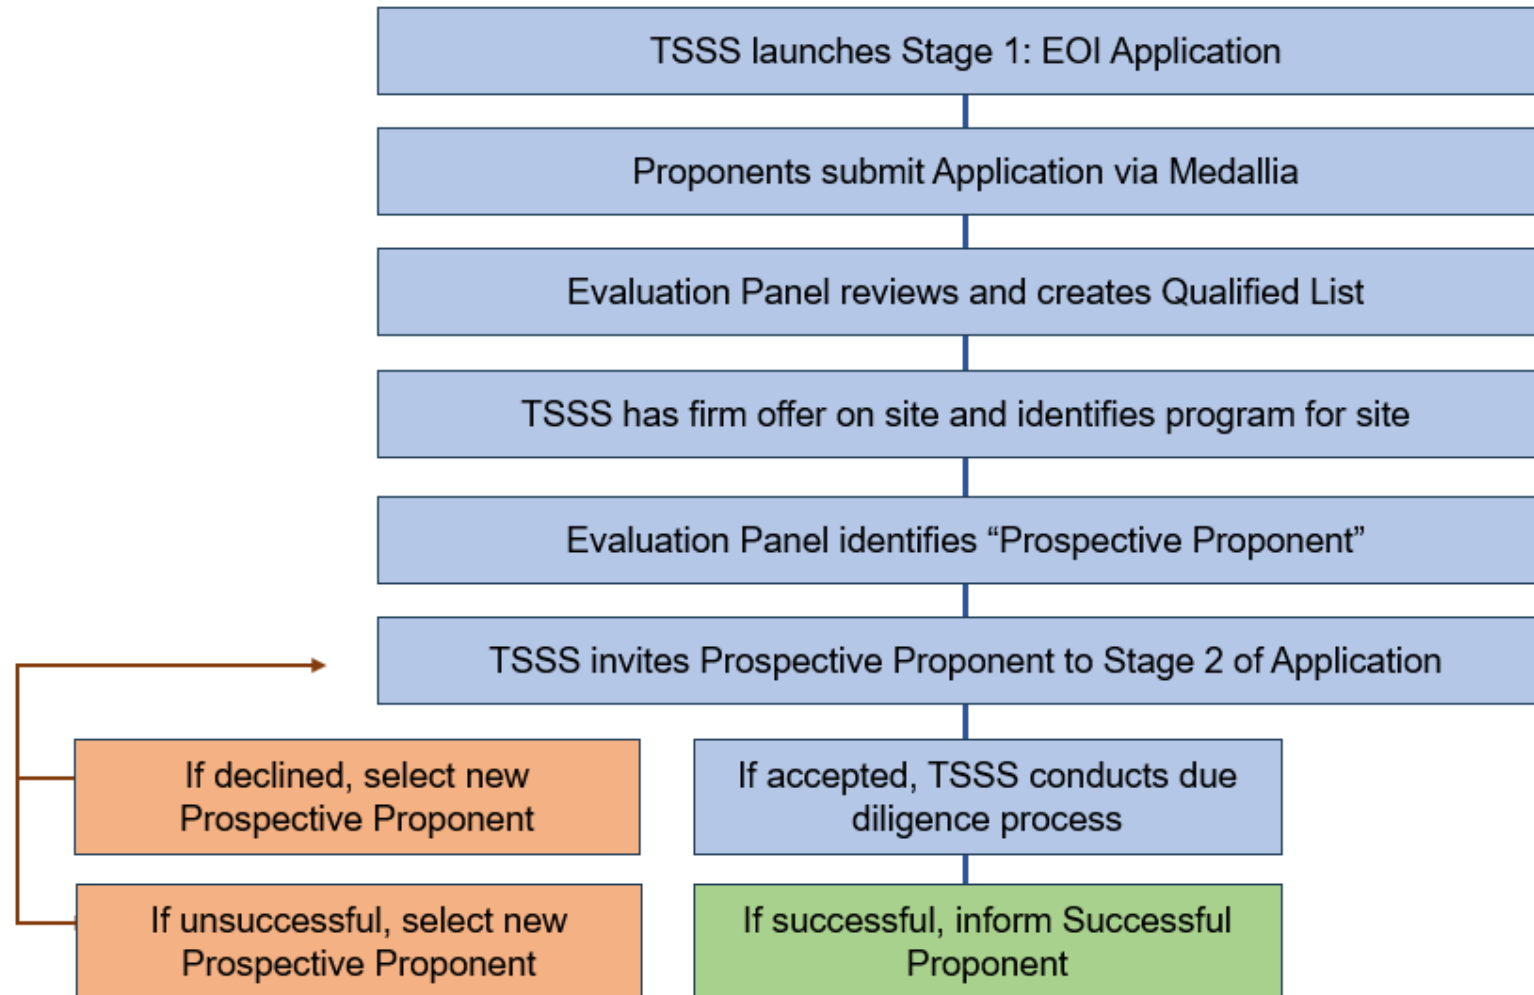 TSSS launches Stage 1: EOI Application
Proponents submit Application via Medallia
Evaluation Panel reviews and creates Qualified List
TSSS has firm offer on site and identifies program for site
Evaluation Panel identifies “Prospective Proponent”
TSSS invites Prospective Proponent to Stage 2 of Application
If declined, select new
Prospective Proponent
If accepted, TSSS conducts due
diligence process
If unsuccessful, select new
Prospective Proponent
If successful, inform Successful
Proponent